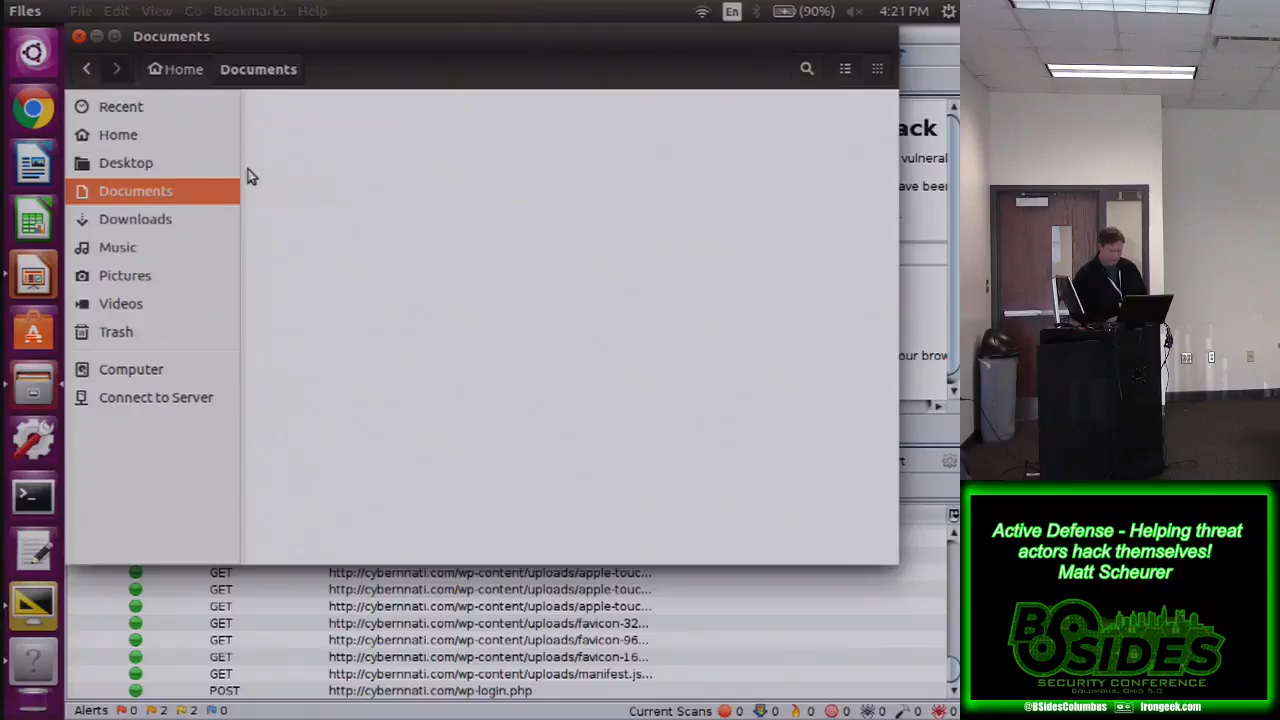 Files File Edit View Go Bookmarks Help En (90%) 4:21 PM
Documents
Home Documents
Recent
Home
Desktop
Documents
Downloads
Music
Pictures
Videos
Trash
Computer
Connect to Server
ack
vulneral
ave been
our brow
GET http://cybernnati.com/wp-content/uploads/apple-touc...
GET http://cybernnati.com/wp-content/uploads/apple-touc...
GET http://cybernnati.com/wp-content/uploads/apple-touc...
GET http://cybernnati.com/wp-content/uploads/favicon-32...
GET http://cybernnati.com/wp-content/uploads/favicon-96...
GET http://cybernnati.com/wp-content/uploads/favicon-16...
GET http://cybernnati.com/wp-content/uploads/manifest.js...
POST http://cybernnati.com/wp-login.php
Alerts 2 0 Current Scans 0 0 0 0 0 0 0
Active Defense - Helping threat
actors hack themselves!
Matt Scheurer
BSIDES
SECURITY CONFERENCE
COLUMBUS, OHIO 5.0
@BSidesColumbus Irongeek.com